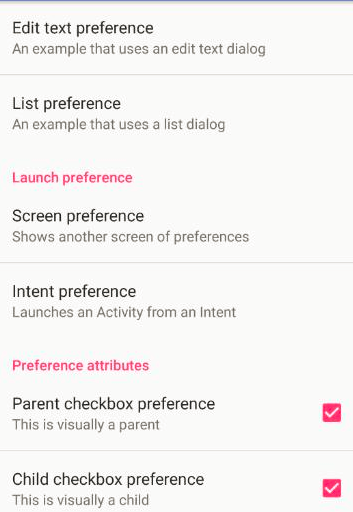 Edit text preference
An example that uses an edit text dialog
List preference
An example that uses a list dialog
Launch preference
Screen preference
Shows another screen of preferences
Intent preference
Launches an Activity from an Intent
Preference attributes
Parent checkbox preference
This is visually a parent
Child checkbox preference
This is visually a child